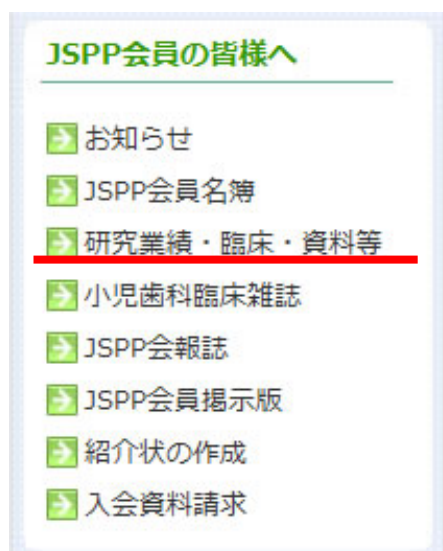 JSPP会員の皆様へ
お知らせ
JSPP会員名簿
研究業績・臨床・資料等
小児歯科臨床雑誌
JSPP会報誌
JSPP会員掲示版
紹介状の作成
入会資料請求